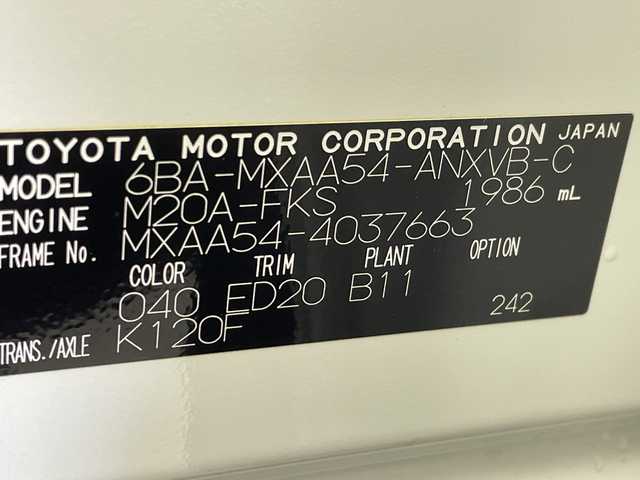 TOYOTA MOTOR CORPORATION JAPAN
MODEL 6BA-MXAA54-ANXVB-C
ENGINE M20A-FKS 1986 mL
FRAME No. MXAA54-4037663
COLOR TRIM PLANT OPTION
040 ED20 B11 242
TRANS./AXLE K120F